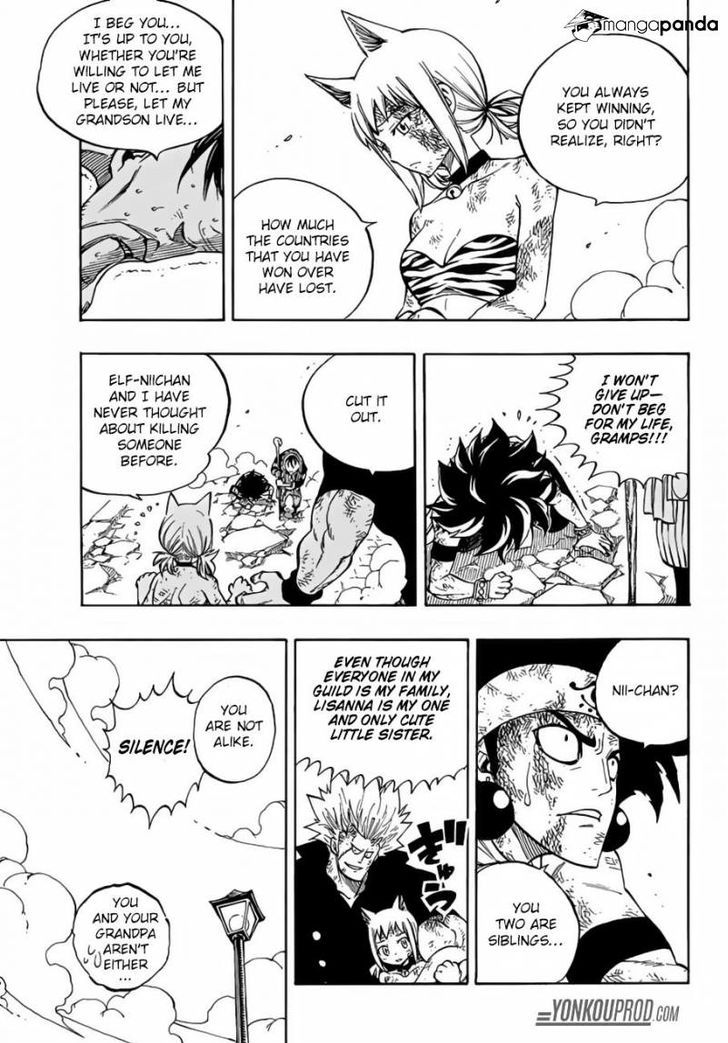 mangapanda
YOU ALWAYS
KEPT WINNING,
SO YOU DIDN'T
REALIZE, RIGHT?
HOW MUCH
THE COUNTRIES
THAT YOU HAVE
WON OVER
HAVE LOST.
I BEG YOU...
IT'S UP TO YOU,
WHETHER YOU'RE
WILLING TO LET ME
LIVE OR NOT... BUT
PLEASE, LET MY
GRANDSON LIVE...
I WON'T
GIVE UP—
DON'T BEG
FOR MY LIFE,
GRAMPS!!!
CUT IT
OUT.
ELF-NIICHAN
AND I HAVE
NEVER THOUGHT
ABOUT KILLING
SOMEONE
BEFORE.
NII-CHAN?
YOU
TWO ARE
SIBLINGS...
EVEN THOUGH
EVERYONE IN MY
GUILD IS MY FAMILY,
LISANNA IS MY ONE
AND ONLY CUTE
LITTLE SISTER.
ぎゅっ
YOU
ARE NOT
ALIKE.
SILENCE!
YOU
AND YOUR
GRANDPA
AREN'T
EITHER
...
=YONKOUPROD.COM